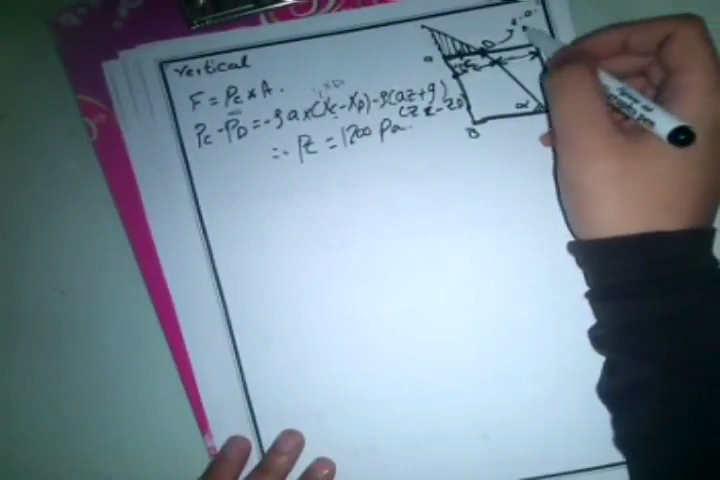 vertical
F = Pc × A.
Pc - PD = - ρ ax (Xc - XD) - ρ(az + g)
(Zc - ZD
∴ Pc = 1200 Pa
B
α